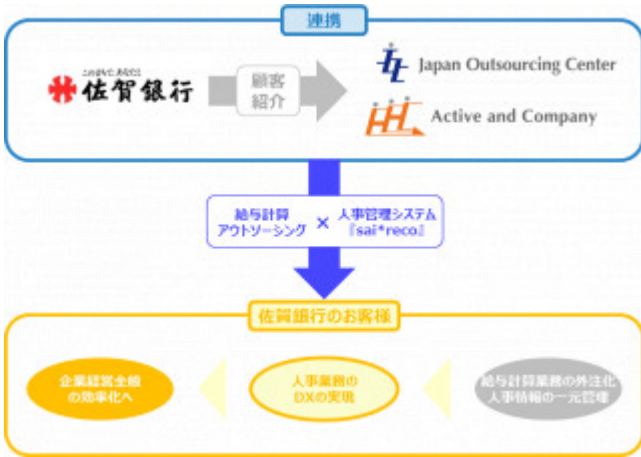 連携
佐賀銀行
顧客
紹介
Japan Outsourcing Center
Active and Company
給与計算
アウトソーシング
×
人事管理システム
『sai*reco』
佐賀銀行のお客様
企業経営全般
の効率化へ
人事業務の
DXの実現
給与計算業務の外注化
人事情報の一元管理